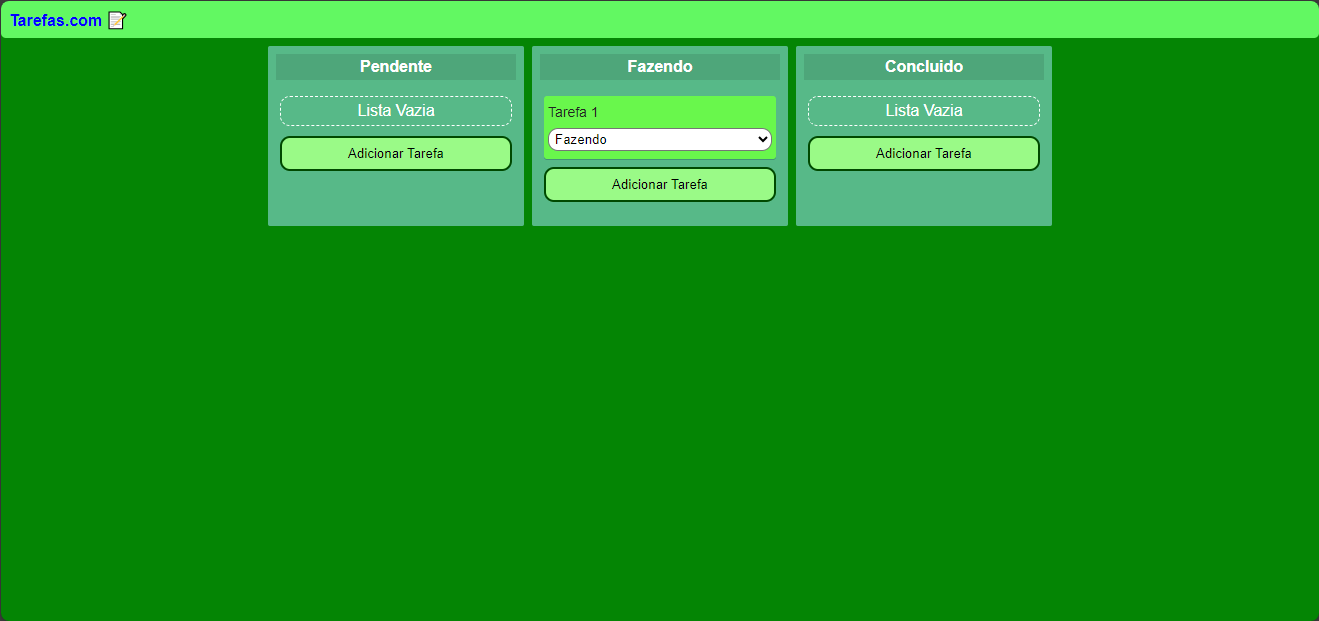 Tarefas.com 📝
Pendente
Lista Vazia
Adicionar Tarefa
Fazendo
Tarefa 1
Fazendo
Adicionar Tarefa
Concluido
Lista Vazia
Adicionar Tarefa